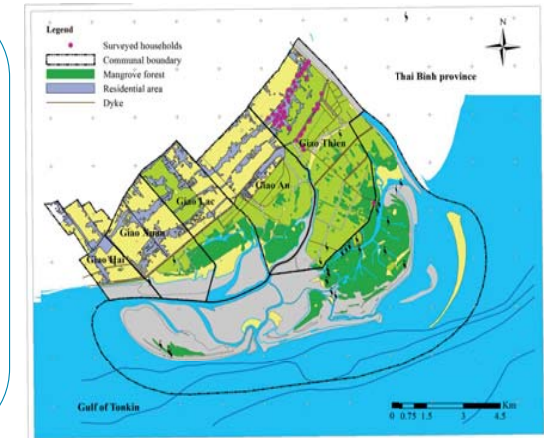 Legend
Surveyed households
Communal boundary
Mangrove forest
Residential area
Dyke
N
Thai Binh province
Giao Thien
Giao An
Giao Lac
Giao Xuan
Giao Hai
Gulf of Tonkin
Km
0 0.75 1.5 3 4.5